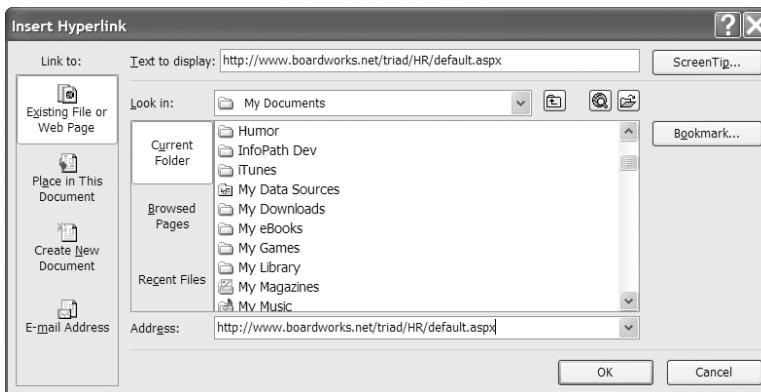 Insert Hyperlink
Link to:
Text to display: http://www.boardworks.net/triad/HR/default.aspx
ScreenTip...
Existing File or
Web Page
Look in:
My Documents
Place in This
Document
Create New
Document
E-mail Address
Current
Folder
Browsed
Pages
Recent Files
Humor
InfoPath Dev
iTunes
My Data Sources
My Downloads
My eBooks
My Games
My Library
My Magazines
My Music
Bookmark...
Address: http://www.boardworks.net/triad/HR/default.aspx
OK
Cancel